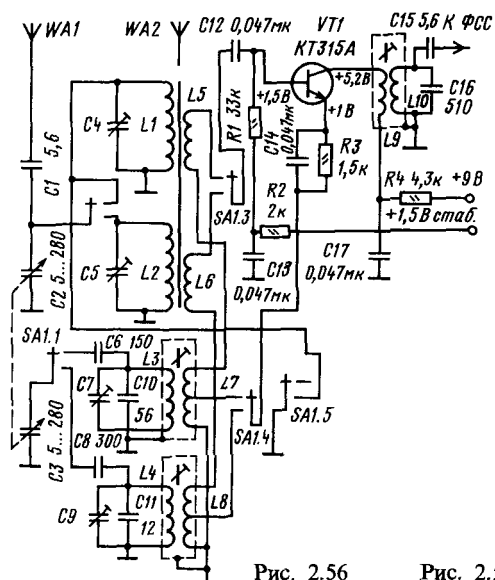 WA1
WA2
C12 0,047мк
VT1
КТ315А
C15 5,6 К ФСС
+5,2В
+1,5В
+1В
L5
C4
L1
R1 33к
C14
0,047мк
R3
1,5к
L10
C16
510
L9
5,6
C1
SA1.3
R2
2к
R4 4,3к
+9В
+1,5В стаб.
C5
L2
L6
C13
0,047мк
C17
0,047мк
C2 5...280
SA1.1
C6 150
L3
C7
C10
56
L7
SA1.4
SA1.5
C3 5...280
C8 300
L4
C9
C11
12
L8
Рис. 2.56
Рис. 2.